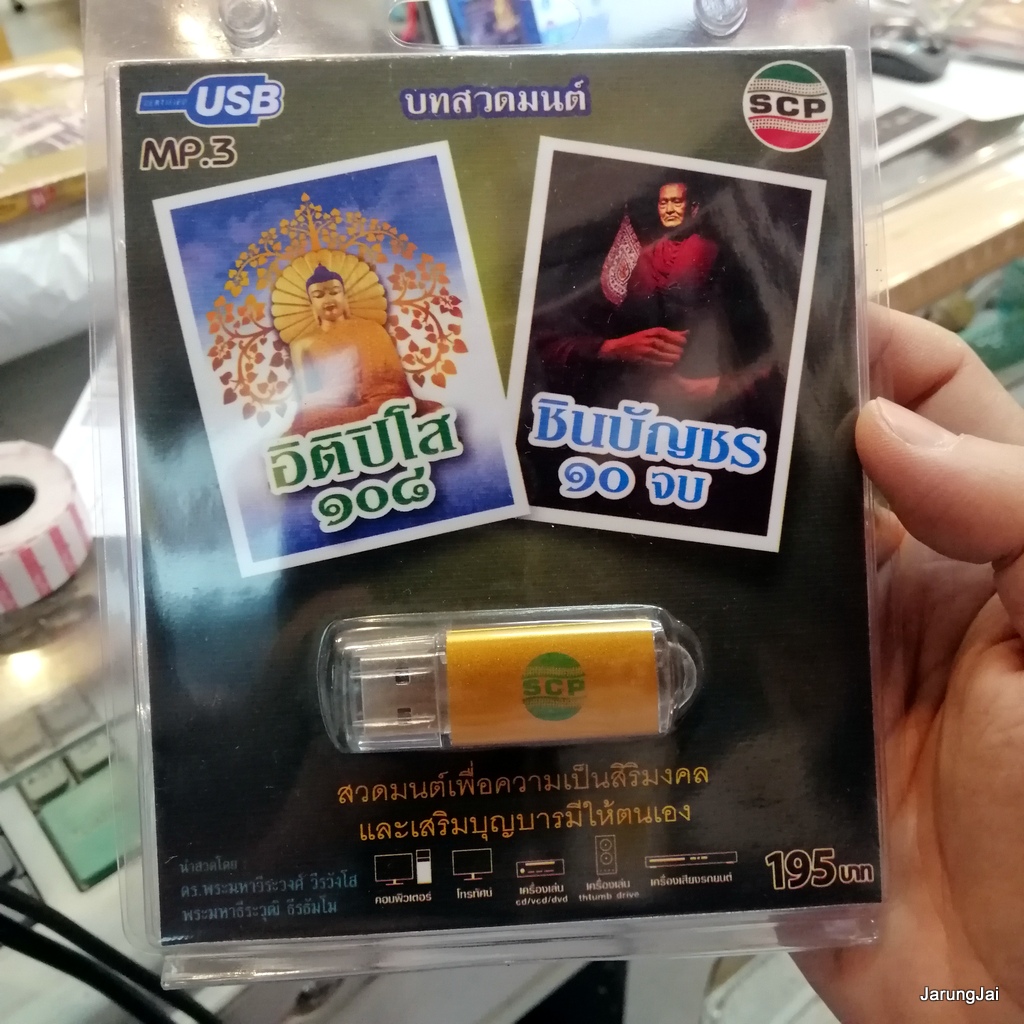 CERTIFIED USB
บทสวดมนต์
SCP
MP.3
อิติปิโส
๑๐๘
ชินบัญชร
๑๐ จบ
SCP
สวดมนต์เพื่อความเป็นสิริมงคล
และเสริมบุญบารมีให้ตนเอง
นำสวดโดย
ดร.พระมหาวีระวงศ์ วีรวังโส
พระมหาธีระวุฒิ ธีรธัมโม
คอมพิวเตอร์
โทรทัศน์
เครื่องเล่น
cd/vcd/dvd
เครื่องเล่น
thtumb drive
เครื่องเสียงรถยนต์
195 บาท
JarungJai